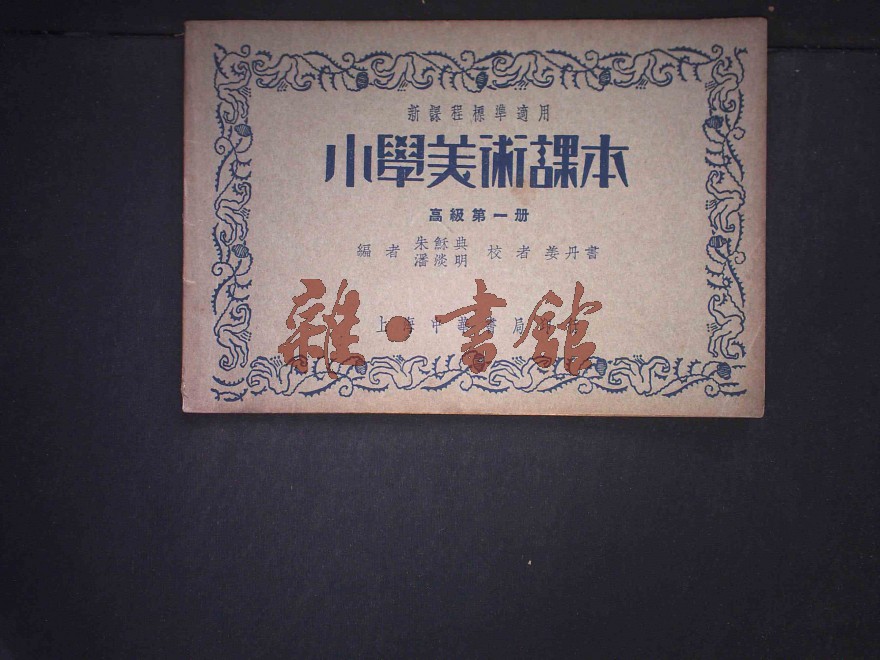 新課程標準適用
小學美術課本
高級第一册
編者 朱穌典 校者 姜丹書
潘淡明
上海中華書局印行
雜·書館